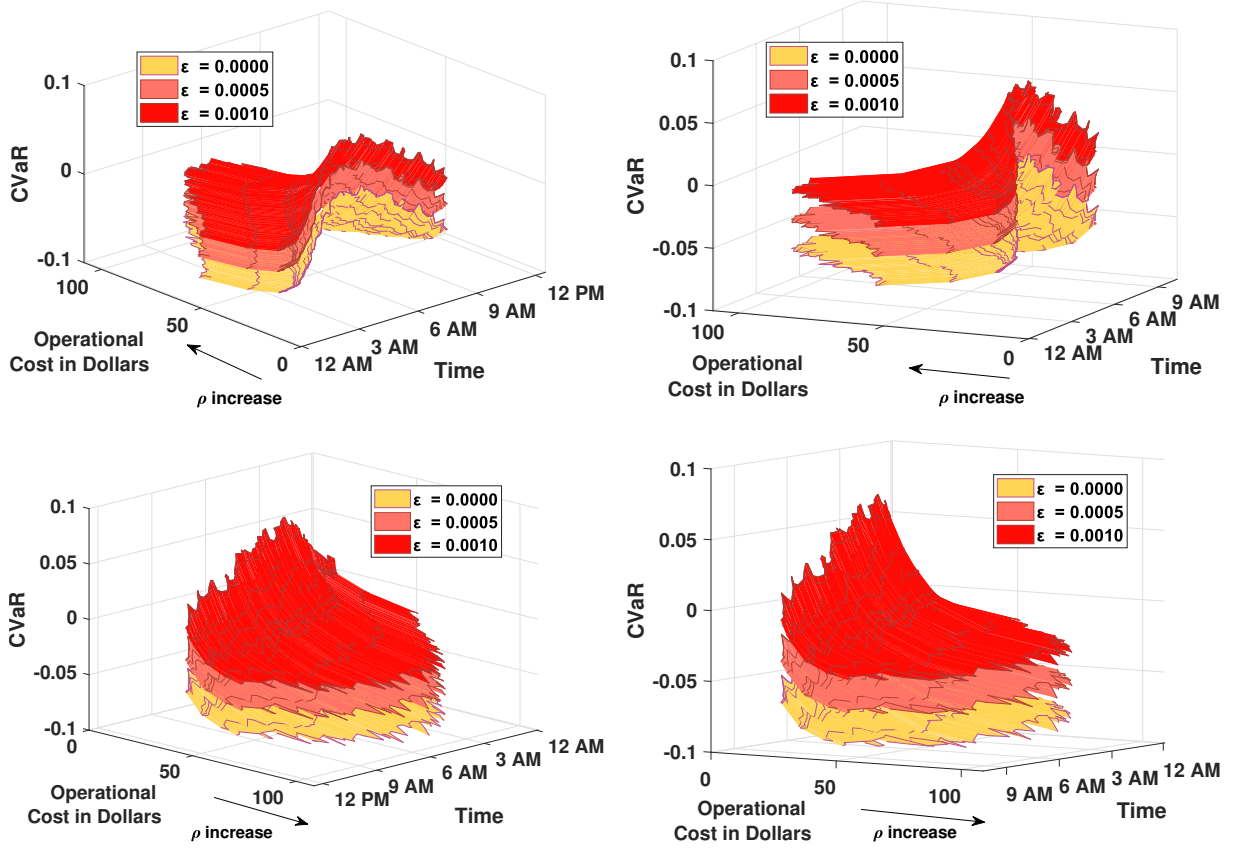 ε = 0.0000
ε = 0.0005
ε = 0.0010
0.1
0
-0.1
CVaR
100
50
0
Operational
Cost in Dollars
ρ increase
12 AM
3 AM
6 AM
9 AM
12 PM
Time
ε = 0.0000
ε = 0.0005
ε = 0.0010
0.1
0.05
0
-0.05
-0.1
CVaR
100
50
0
Operational
Cost in Dollars
ρ increase
12 AM
3 AM
6 AM
9 AM
Time
ε = 0.0000
ε = 0.0005
ε = 0.0010
0.1
0.05
0
-0.05
-0.1
CVaR
0
50
100
Operational
Cost in Dollars
ρ increase
12 PM
9 AM
6 AM
3 AM
12 AM
Time
ε = 0.0000
ε = 0.0005
ε = 0.0010
0.1
0.05
0
-0.05
-0.1
CVaR
0
50
100
Operational
Cost in Dollars
ρ increase
9 AM
6 AM
3 AM
12 AM
Time